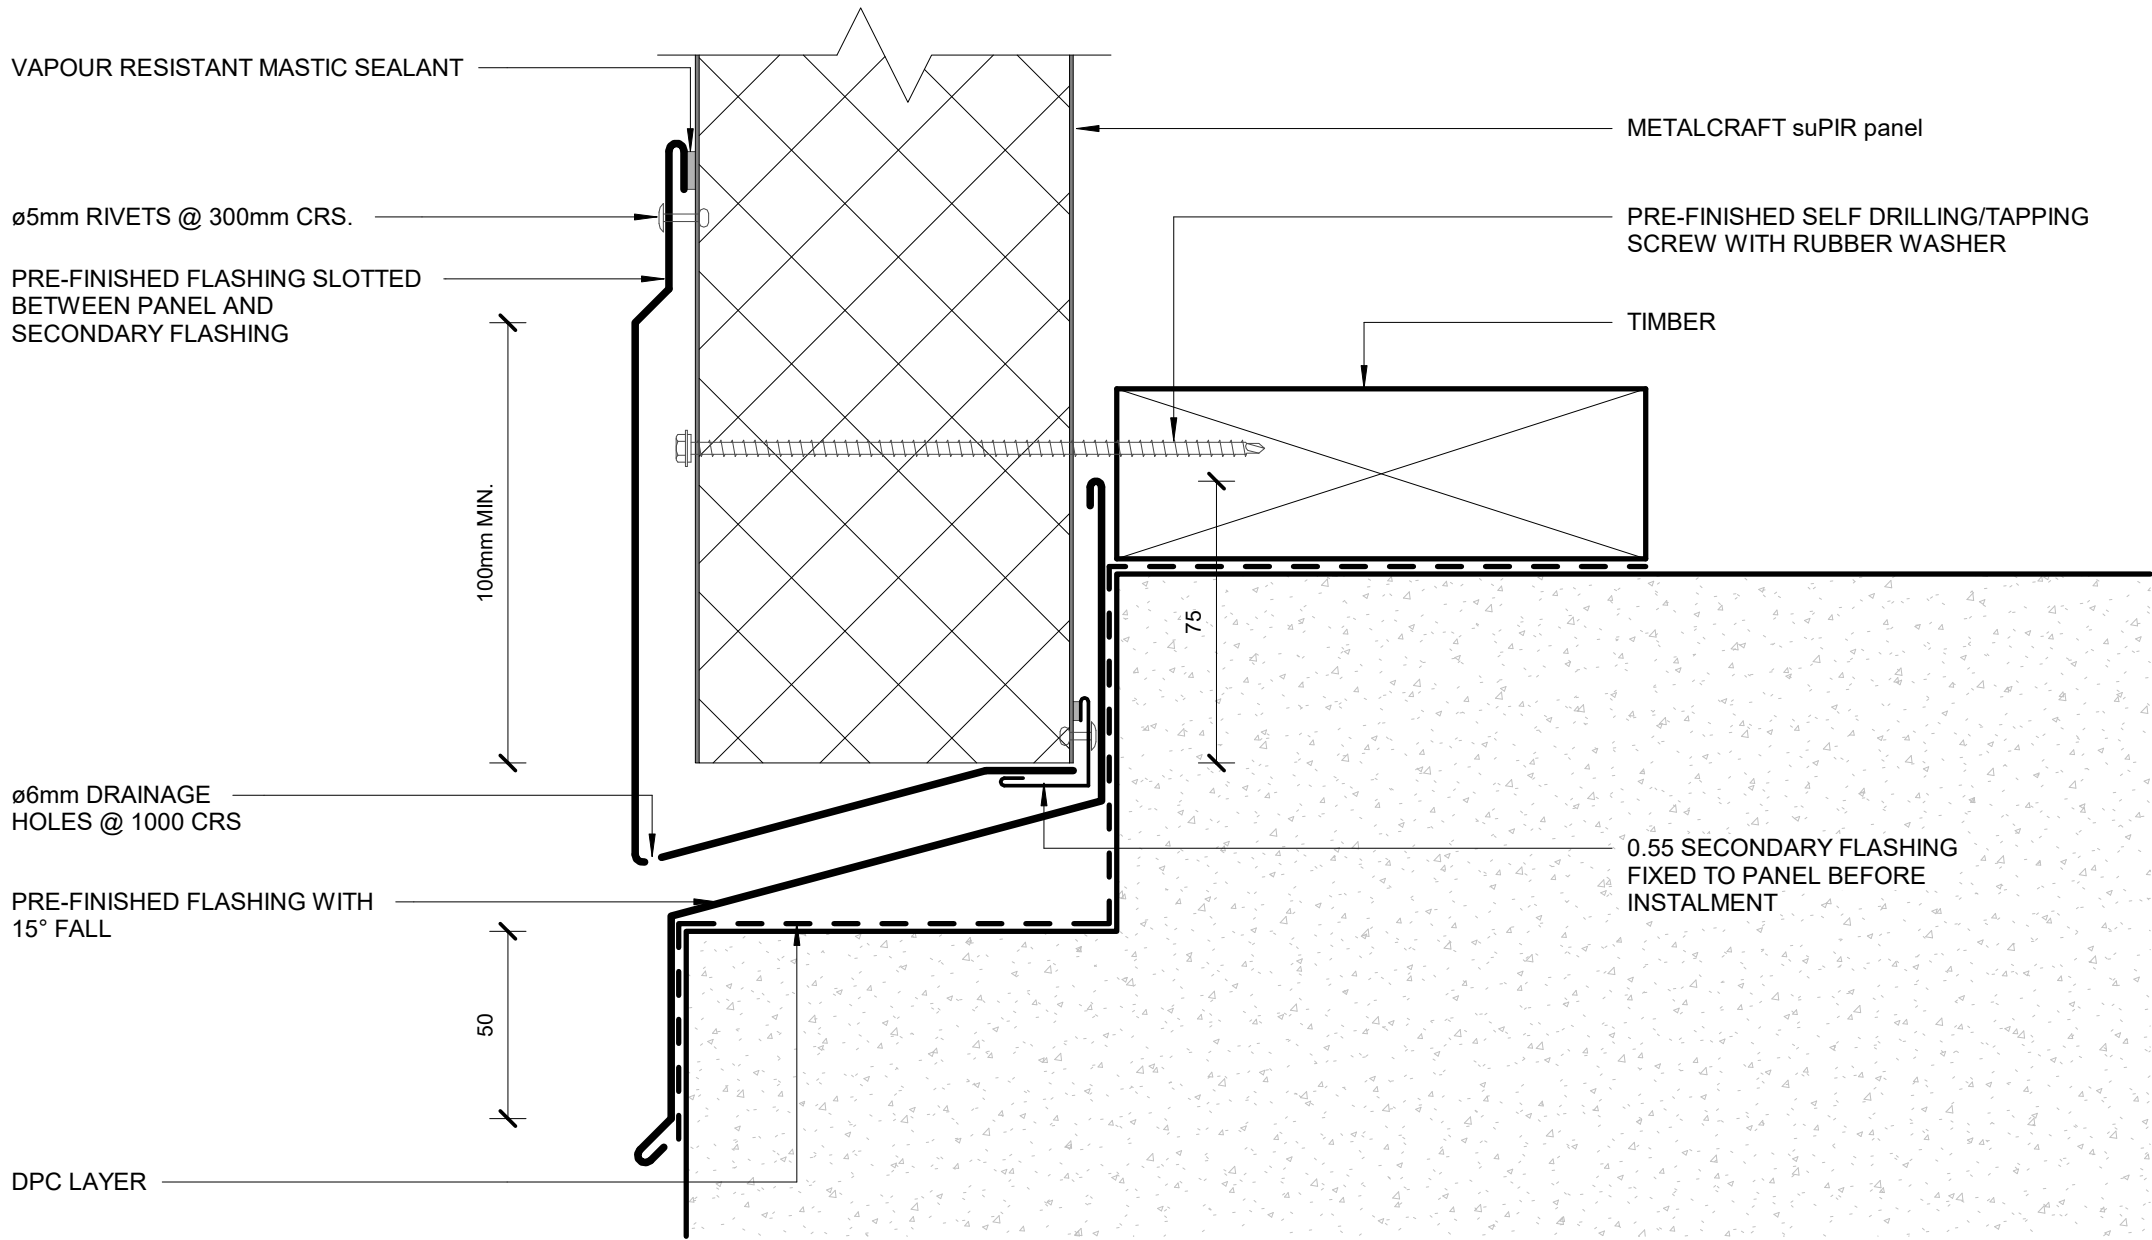 VAPOUR RESISTANT MASTIC SEALANT
ø5mm RIVETS @ 300mm CRS.
PRE-FINISHED FLASHING SLOTTED
BETWEEN PANEL AND
SECONDARY FLASHING
100mm MIN.
ø6mm DRAINAGE
HOLES @ 1000 CRS
PRE-FINISHED FLASHING WITH
15° FALL
50
DPC LAYER
METALCRAFT suPIR panel
PRE-FINISHED SELF DRILLING/TAPPING
SCREW WITH RUBBER WASHER
TIMBER
75
0.55 SECONDARY FLASHING
FIXED TO PANEL BEFORE
INSTALMENT